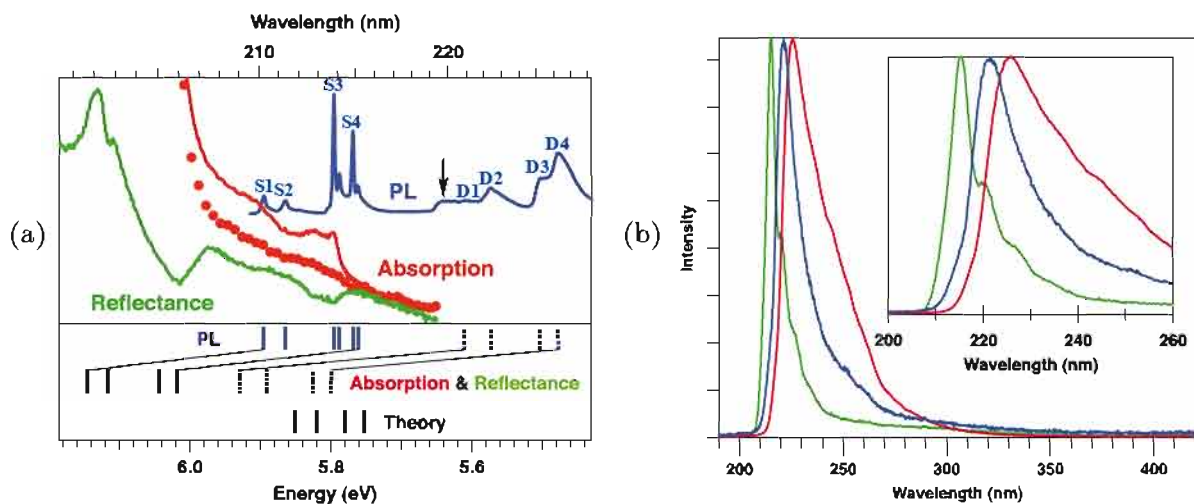 (a)
Wavelength (nm)
210 220
S1 S2 S3 S4 D1 D2 D3 D4
PL
Absorption
Reflectance
PL
Absorption & Reflectance
Theory
6.0 5.8 5.6
Energy (eV)
(b)
Intensity
200 250 300 350 400
Wavelength (nm)
200 220 240 260
Wavelength (nm)